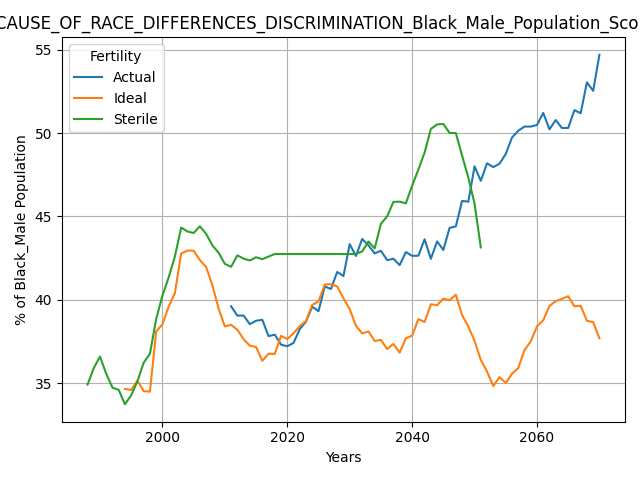 CAUSE_OF_RACE_DIFFERENCES_DISCRIMINATION_Black_Male_Population_Sco
55
Fertility
Actual
Ideal
Sterile
50
45
40
35
% of Black_Male Population
2000
2020
2040
2060
Years